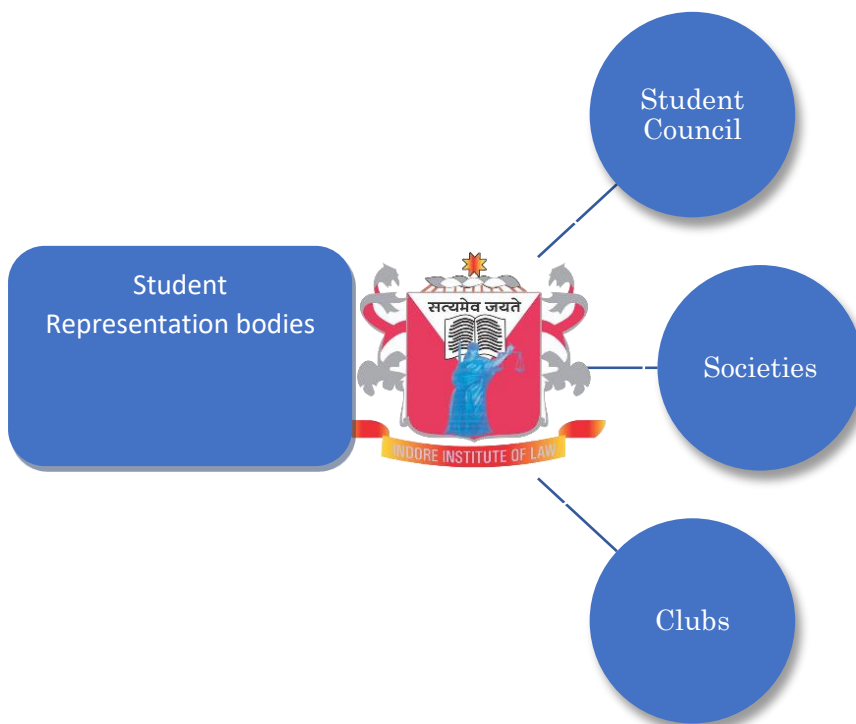 Student
Council
Student
Representation bodies
सत्यमेव जयते
INDORE INSTITUTE OF LAW
Societies
Clubs